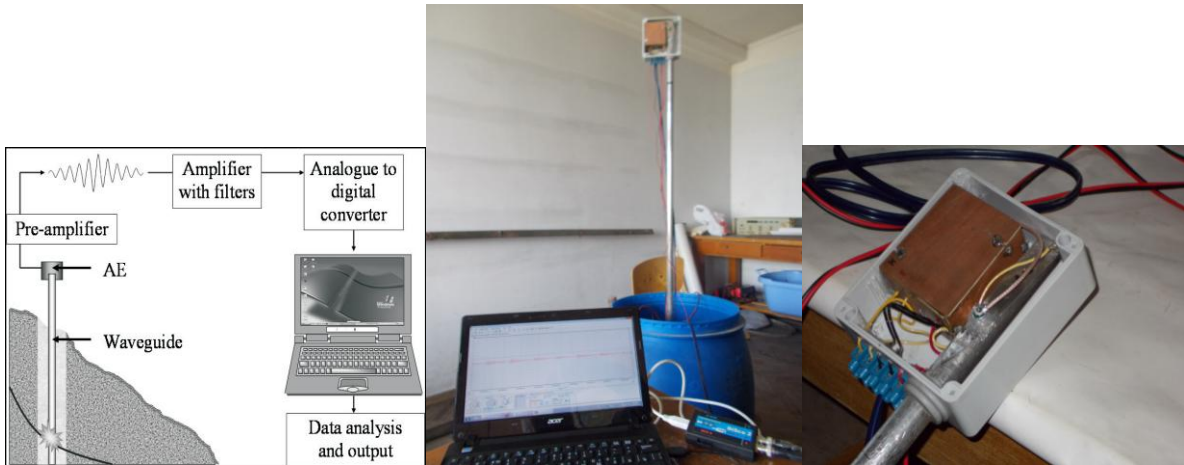 Amplifier
with filters
Analogue to
digital
converter
Pre-amplifier
AE
Waveguide
Data analysis
and output
acer